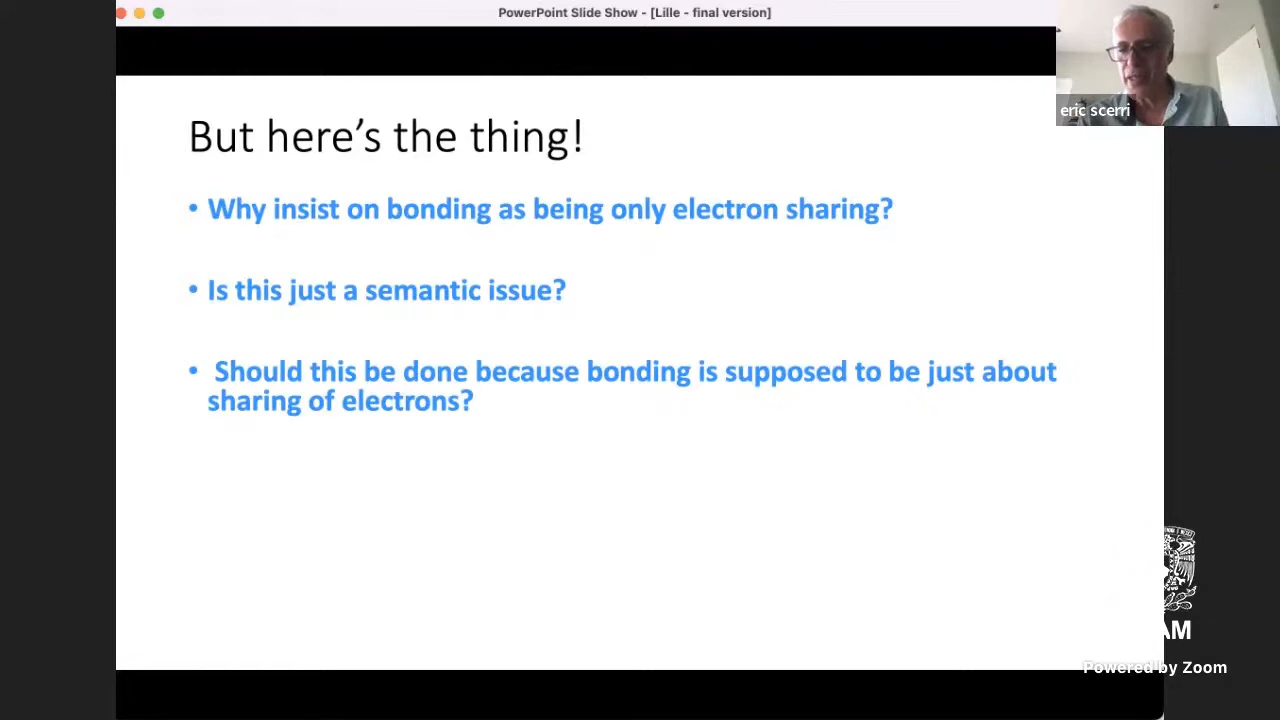 PowerPoint Slide Show - [Lille - final version]
eric scerri
But here's the thing!
• Why insist on bonding as being only electron sharing?
• Is this just a semantic issue?
• Should this be done because bonding is supposed to be just about
sharing of electrons?
AM
Powered by Zoom